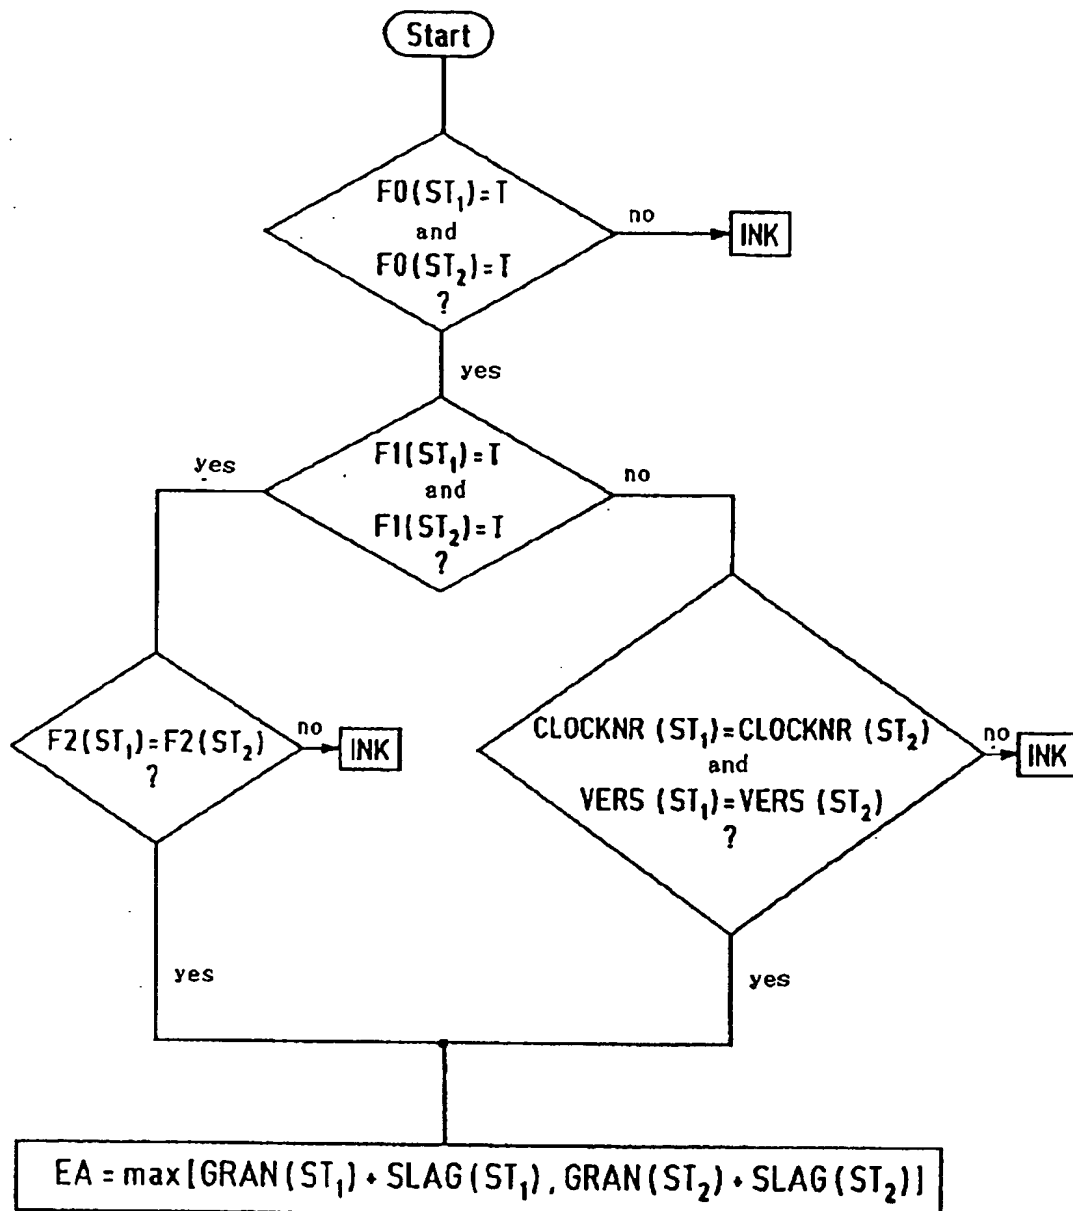 Start
F0(ST₁)=T
and
F0(ST₂)=T
?
no
INK
yes
F1(ST₁)=T
and
F1(ST₂)=T
?
yes
no
F2(ST₁)=F2(ST₂)
?
no
INK
CLOCKNR (ST₁)=CLOCKNR (ST₂)
and
VERS (ST₁)=VERS (ST₂)
?
no
INK
yes
yes
EA = max[GRAN(ST₁) + SLAG(ST₁), GRAN(ST₂) + SLAG(ST₂)]